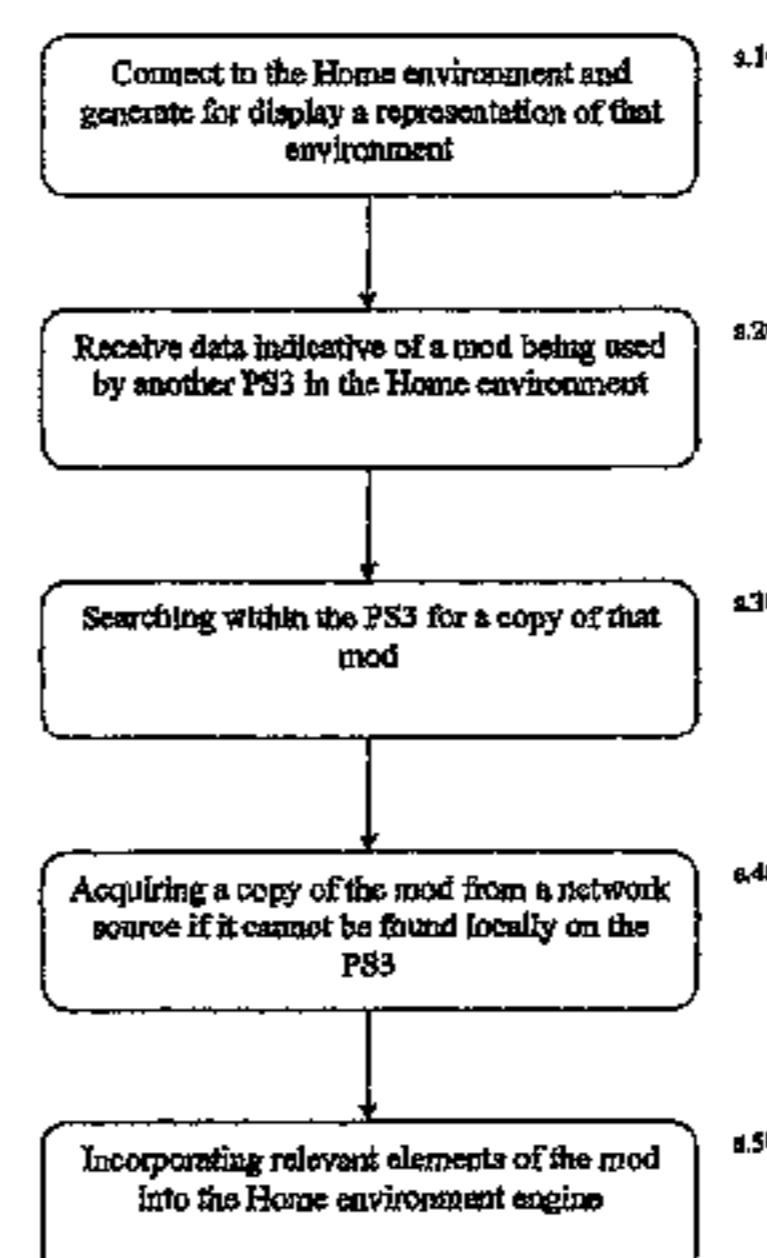 Connect to the Home environment and
generate for display a representation of that
environment
Receive data indicative of a mod being used
by another PS3 in the Home environment
Searching within the PS3 for a copy of that
mod
Acquiring a copy of the mod from a network
source if it cannot be found locally on the
PS3
Incorporating relevant elements of the mod
into the Home environment engine